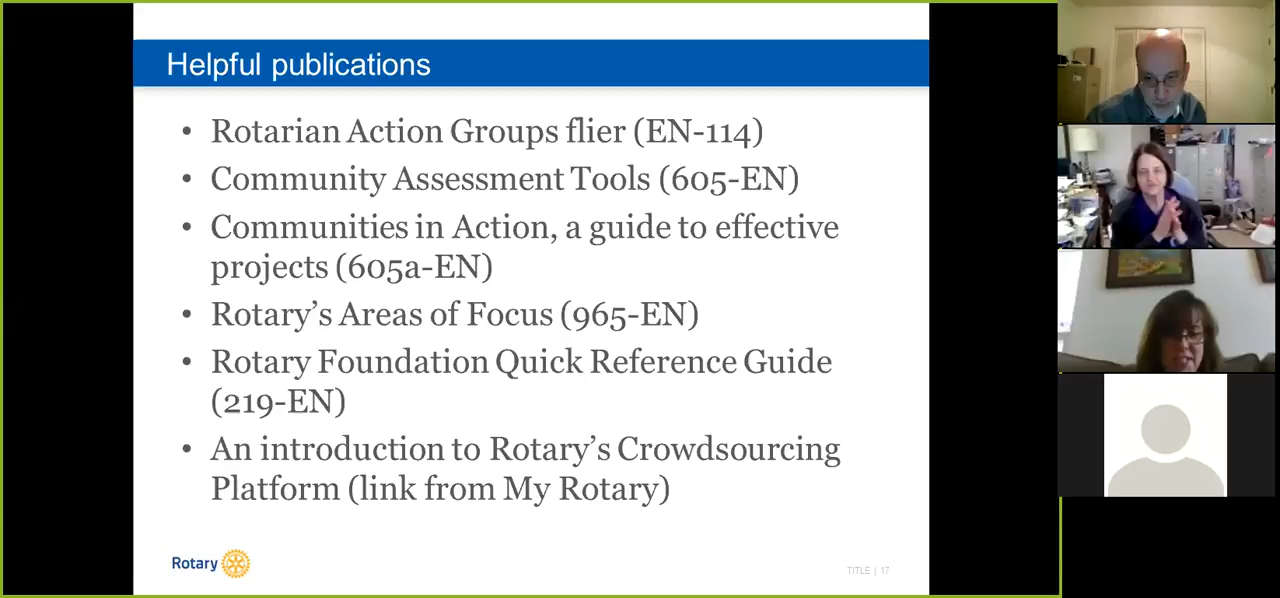 Helpful publications
• Rotarian Action Groups flier (EN-114)
• Community Assessment Tools (605-EN)
• Communities in Action, a guide to effective
projects (605a-EN)
• Rotary’s Areas of Focus (965-EN)
• Rotary Foundation Quick Reference Guide
(219-EN)
• An introduction to Rotary’s Crowdsourcing
Platform (link from My Rotary)
Rotary
TITLE | 17